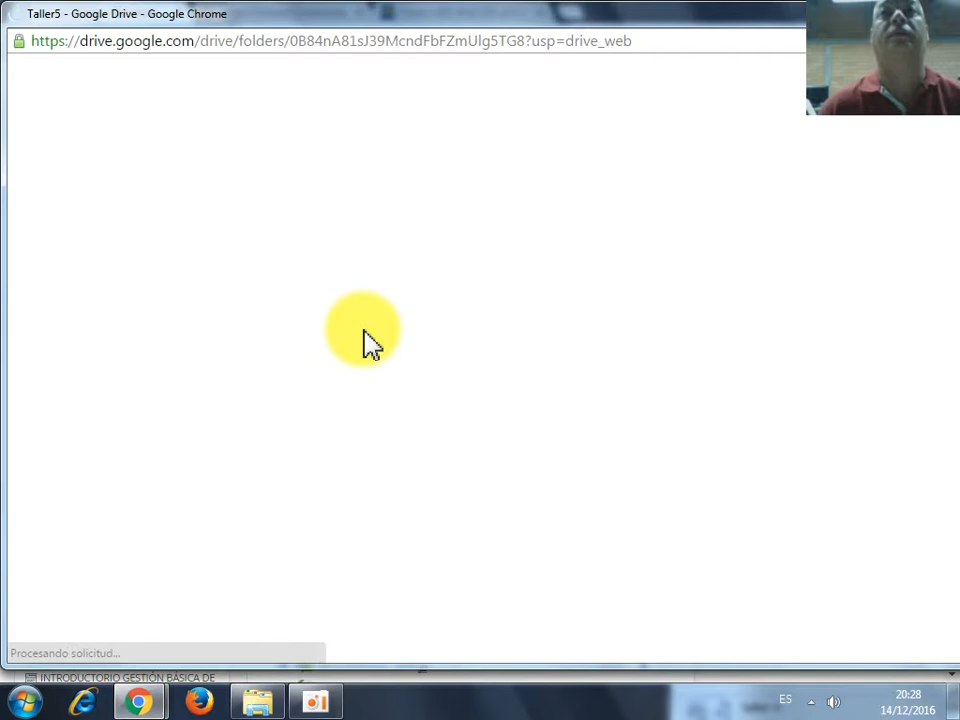 Taller5 - Google Drive - Google Chrome
https://drive.google.com/drive/folders/0B84nA81sJ39McndFbFZmUlg5TG8?usp=drive_web
Procesando solicitud...
INTRODUCTORIO GESTIÓN BÁSICA DE
ES
20:28
14/12/2016